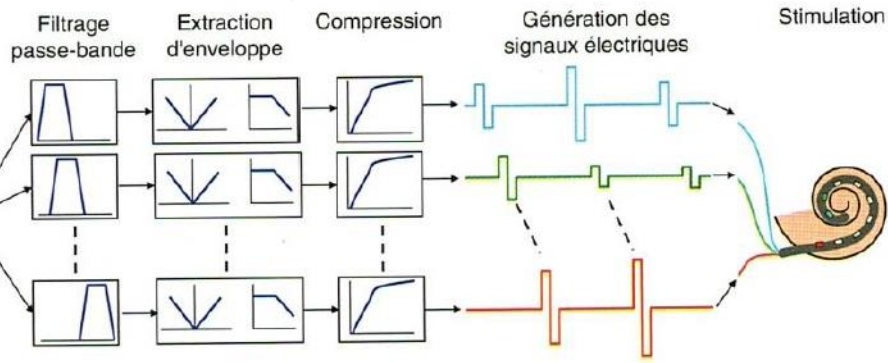 Filtrage
passe-bande
Extraction
d'enveloppe
Compression
Génération des
signaux électriques
Stimulation